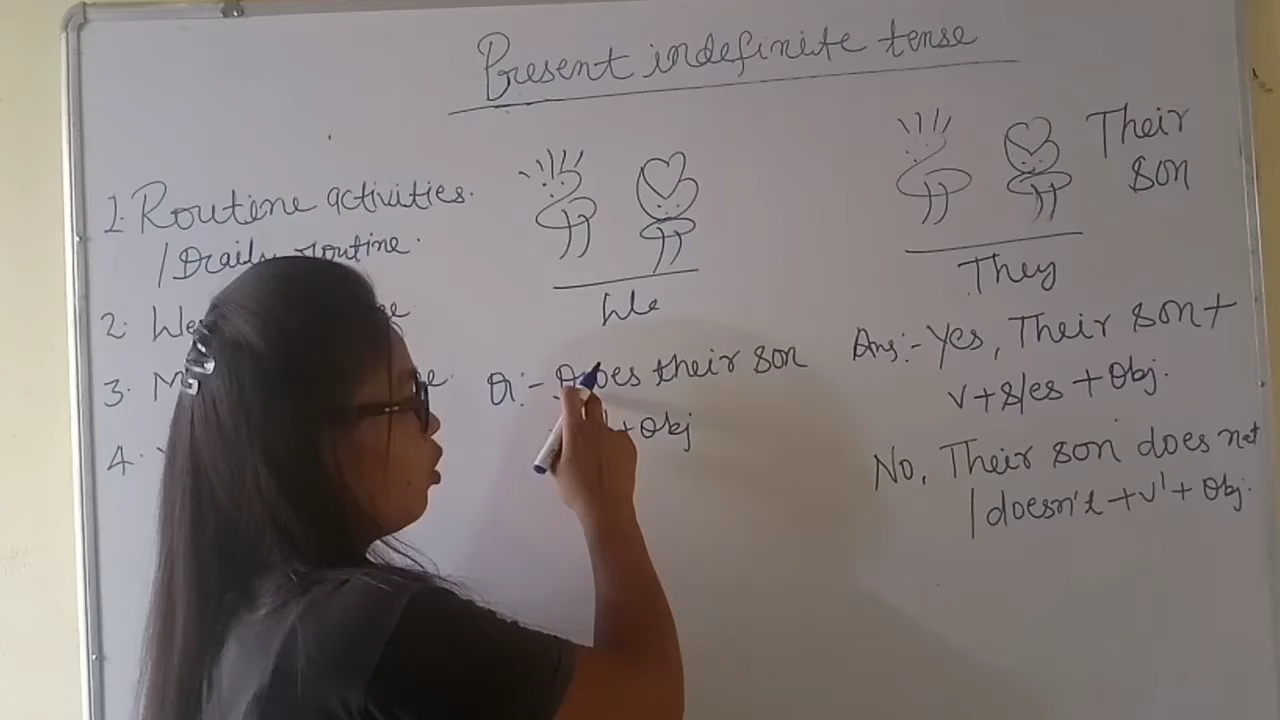 Present indefinite tense
1. Routine activities.
/Daily routine.
2.
3.
4.
We
Q:- Does their son
+ Obj
Their
son
They
Ans:- Yes, Their son +
V+s/es + Obj.
No, Their son does not
/doesn't + V¹ + Obj.